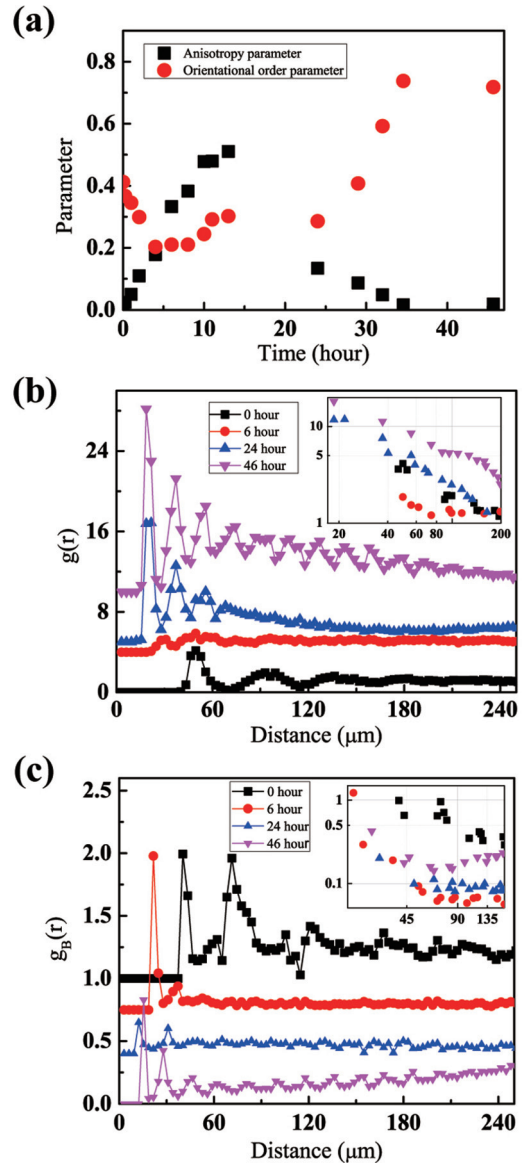 (a)
Anisotropy parameter
Orientational order parameter
0.8
0.6
0.4
0.2
0.0
Parameter
0 10 20 30 40
Time (hour)
(b)
0 hour
6 hour
24 hour
46 hour
28
24
16
8
0
g(r)
10
5
1
20 40 60 80 200
0 60 120 180 240
Distance (μm)
(c)
0 hour
6 hour
24 hour
46 hour
2.5
2.0
1.5
1.0
0.5
0.0
g_B(r)
1
0.5
0.1
45 90 135
0 60 120 180 240
Distance (μm)